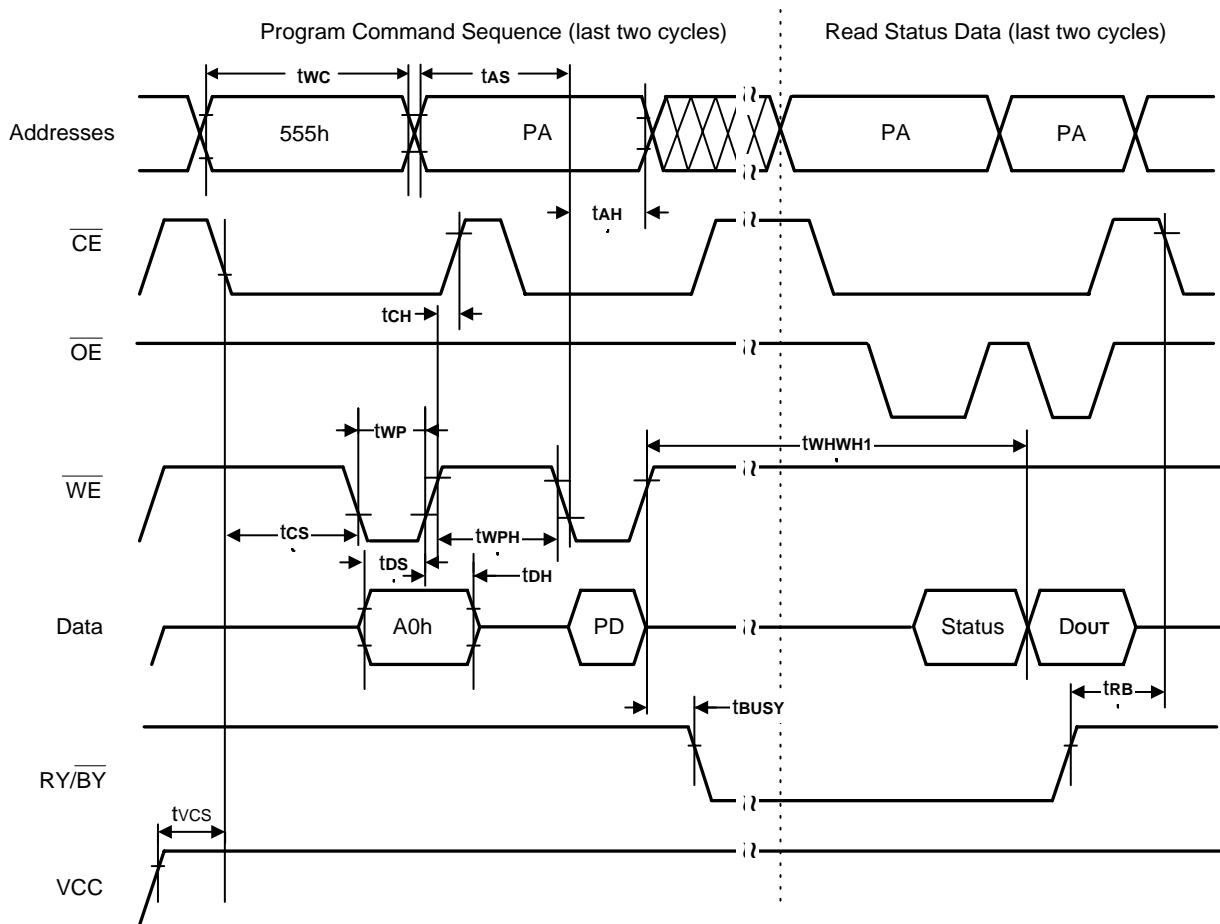 Program Command Sequence (last two cycles)
Read Status Data (last two cycles)
tWC
tAS
Addresses
555h
PA
PA
PA
tAH
CE
tCH
OE
tWP
tWHWH1
WE
tCS
tWPH
tDS
tDH
Data
A0h
PD
Status
DOUT
tRB
tBUSY
RY/BY
tVCS
VCC